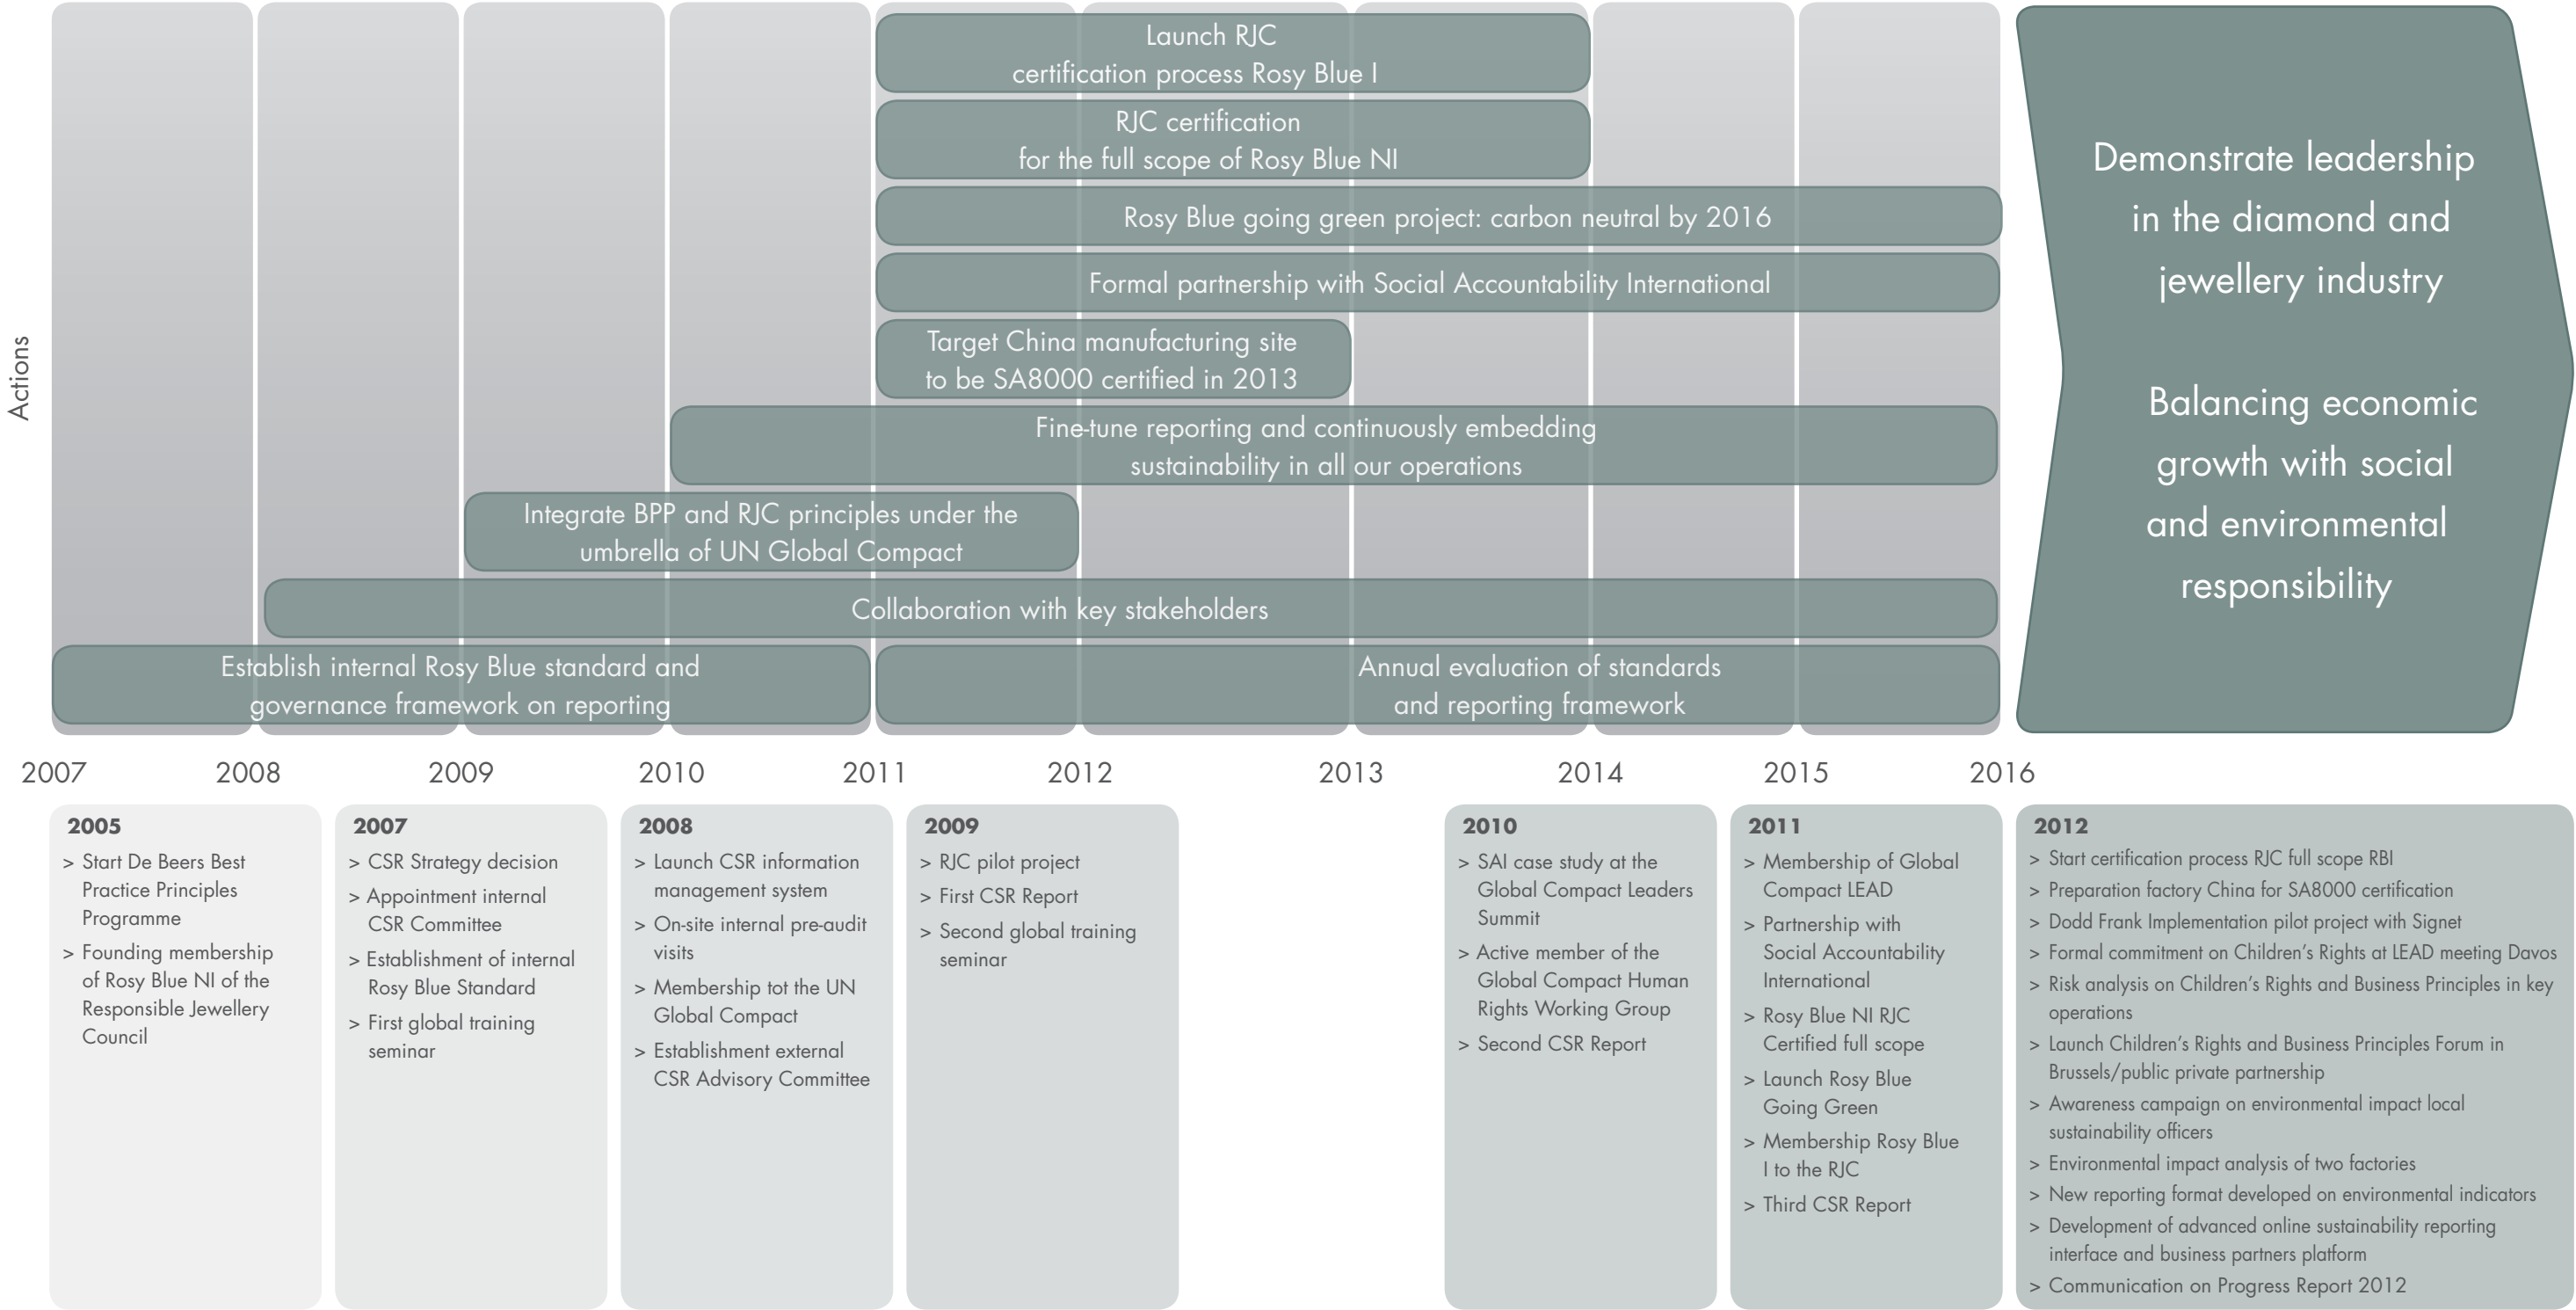 Actions
Launch RJC
certification process Rosy Blue I
RJC certification
for the full scope of Rosy Blue NI
Rosy Blue going green project: carbon neutral by 2016
Formal partnership with Social Accountability International
Target China manufacturing site
to be SA8000 certified in 2013
Fine-tune reporting and continuously embedding
sustainability in all our operations
Integrate BPP and RJC principles under the
umbrella of UN Global Compact
Collaboration with key stakeholders
Establish internal Rosy Blue standard and
governance framework on reporting
Annual evaluation of standards
and reporting framework
Demonstrate leadership
in the diamond and
jewellery industry
Balancing economic
growth with social
and environmental
responsibility
2007 2008 2009 2010 2011 2012 2013 2014 2015 2016
2005
> Start De Beers Best
Practice Principles
Programme
> Founding membership
of Rosy Blue NI of the
Responsible Jewellery
Council
2007
> CSR Strategy decision
> Appointment internal
CSR Committee
> Establishment of internal
Rosy Blue Standard
> First global training
seminar
2008
> Launch CSR information
management system
> On-site internal pre-audit
visits
> Membership tot the UN
Global Compact
> Establishment external
CSR Advisory Committee
2009
> RJC pilot project
> First CSR Report
> Second global training
seminar
2010
> SAI case study at the
Global Compact Leaders
Summit
> Active member of the
Global Compact Human
Rights Working Group
> Second CSR Report
2011
> Membership of Global
Compact LEAD
> Partnership with
Social Accountability
International
> Rosy Blue NI RJC
Certified full scope
> Launch Rosy Blue
Going Green
> Membership Rosy Blue
I to the RJC
> Third CSR Report
2012
> Start certification process RJC full scope RBI
> Preparation factory China for SA8000 certification
> Dodd Frank Implementation pilot project with Signet
> Formal commitment on Children's Rights at LEAD meeting Davos
> Risk analysis on Children's Rights and Business Principles in key
operations
> Launch Children's Rights and Business Principles Forum in
Brussels/public private partnership
> Awareness campaign on environmental impact local
sustainability officers
> Environmental impact analysis of two factories
> New reporting format developed on environmental indicators
> Development of advanced online sustainability reporting
interface and business partners platform
> Communication on Progress Report 2012